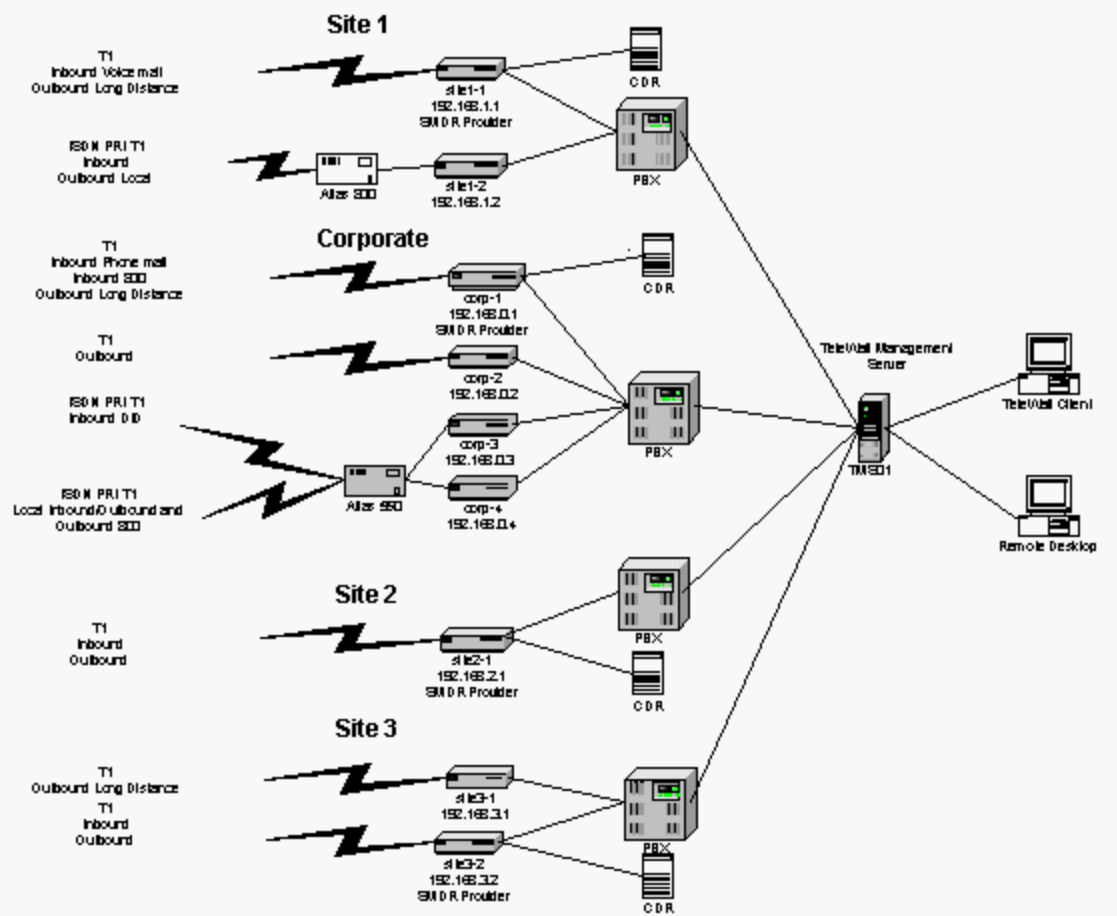 Site 1
T1
Inbound Voice mail
Outbound Long Distance
site1-1
192.168.1.1
SMDR Provider
CDR
ISDN PRI T1
Inbound
Outbound Local
Atlas 800
site1-2
192.168.1.2
PBX
Corporate
T1
Inbound Phone mail
Inbound 800
Outbound Long Distance
corp-1
192.168.0.1
SMDR Provider
CDR
T1
Outbound
corp-2
192.168.0.2
ISDN PRI T1
Inbound DID
corp-3
192.168.0.3
PBX
ISDN PRI T1
Local Inbound/Outbound and
Outbound 800
Atlas 550
corp-4
192.168.0.4
TeleWall Management
Server
TMS01
TeleWall Client
Remote Desktop
Site 2
T1
Inbound
Outbound
site2-1
192.168.2.1
SMDR Provider
PBX
CDR
Site 3
T1
Outbound Long Distance
T1
Inbound
Outbound
site3-1
192.168.3.1
site3-2
192.168.3.2
SMDR Provider
PBX
CDR